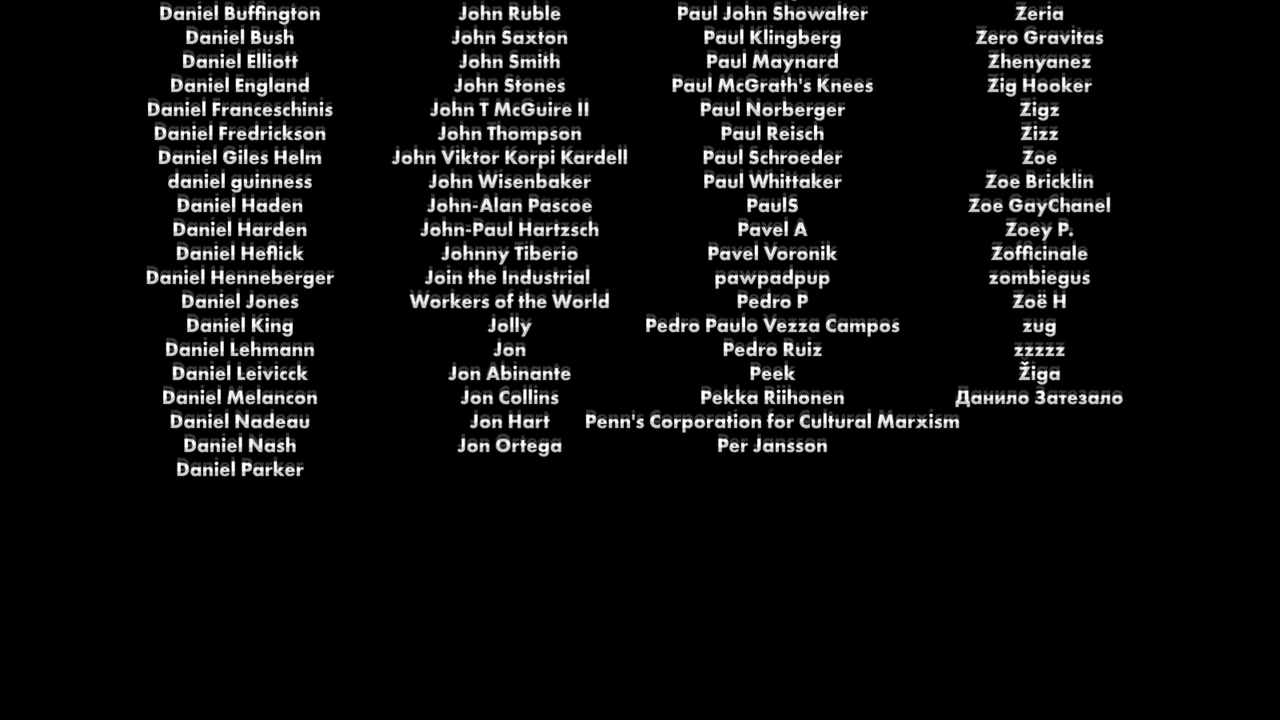 Daniel Buffington
Daniel Bush
Daniel Elliott
Daniel England
Daniel Franceschinis
Daniel Fredrickson
Daniel Giles Helm
daniel guinness
Daniel Haden
Daniel Harden
Daniel Heflick
Daniel Henneberger
Daniel Jones
Daniel King
Daniel Lehmann
Daniel Leivicck
Daniel Melancon
Daniel Nadeau
Daniel Nash
Daniel Parker
John Ruble
John Saxton
John Smith
John Stones
John T McGuire II
John Thompson
John Viktor Korpi Kardell
John Wisenbaker
John-Alan Pascoe
John-Paul Hartzsch
Johnny Tiberio
Join the Industrial
Workers of the World
Jolly
Jon
Jon Abinante
Jon Collins
Jon Hart
Jon Ortega
Paul John Showalter
Paul Klingberg
Paul Maynard
Paul McGrath's Knees
Paul Norberger
Paul Reisch
Paul Schroeder
Paul Whittaker
PaulS
Pavel A
Pavel Voronik
pawpadpup
Pedro P
Pedro Paulo Vezza Campos
Pedro Ruiz
Peek
Pekka Riihonen
Penn's Corporation for Cultural Marxism
Per Jansson
Zeria
Zero Gravitas
Zhenyanez
Zig Hooker
Zigz
Zizz
Zoe
Zoe Bricklin
Zoe GayChanel
Zoey P.
Zofficinale
zombiegus
Zoë H
zug
zzzzz
Žiga
Данило Затезало